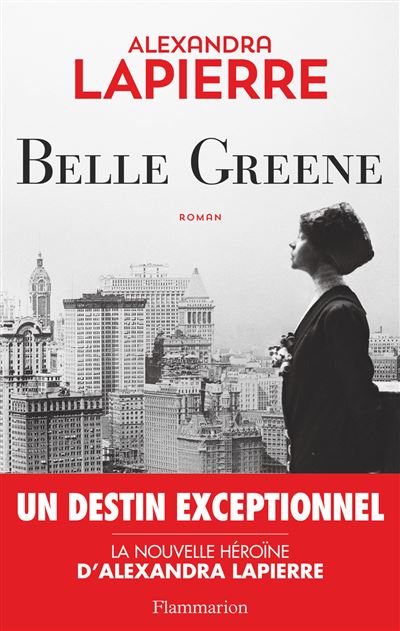 ALEXANDRA
LAPIERRE
BELLE GREENE
ROMAN
UN DESTIN EXCEPTIONNEL
LA NOUVELLE HÉROÏNE
D'ALEXANDRA LAPIERRE
Flammarion